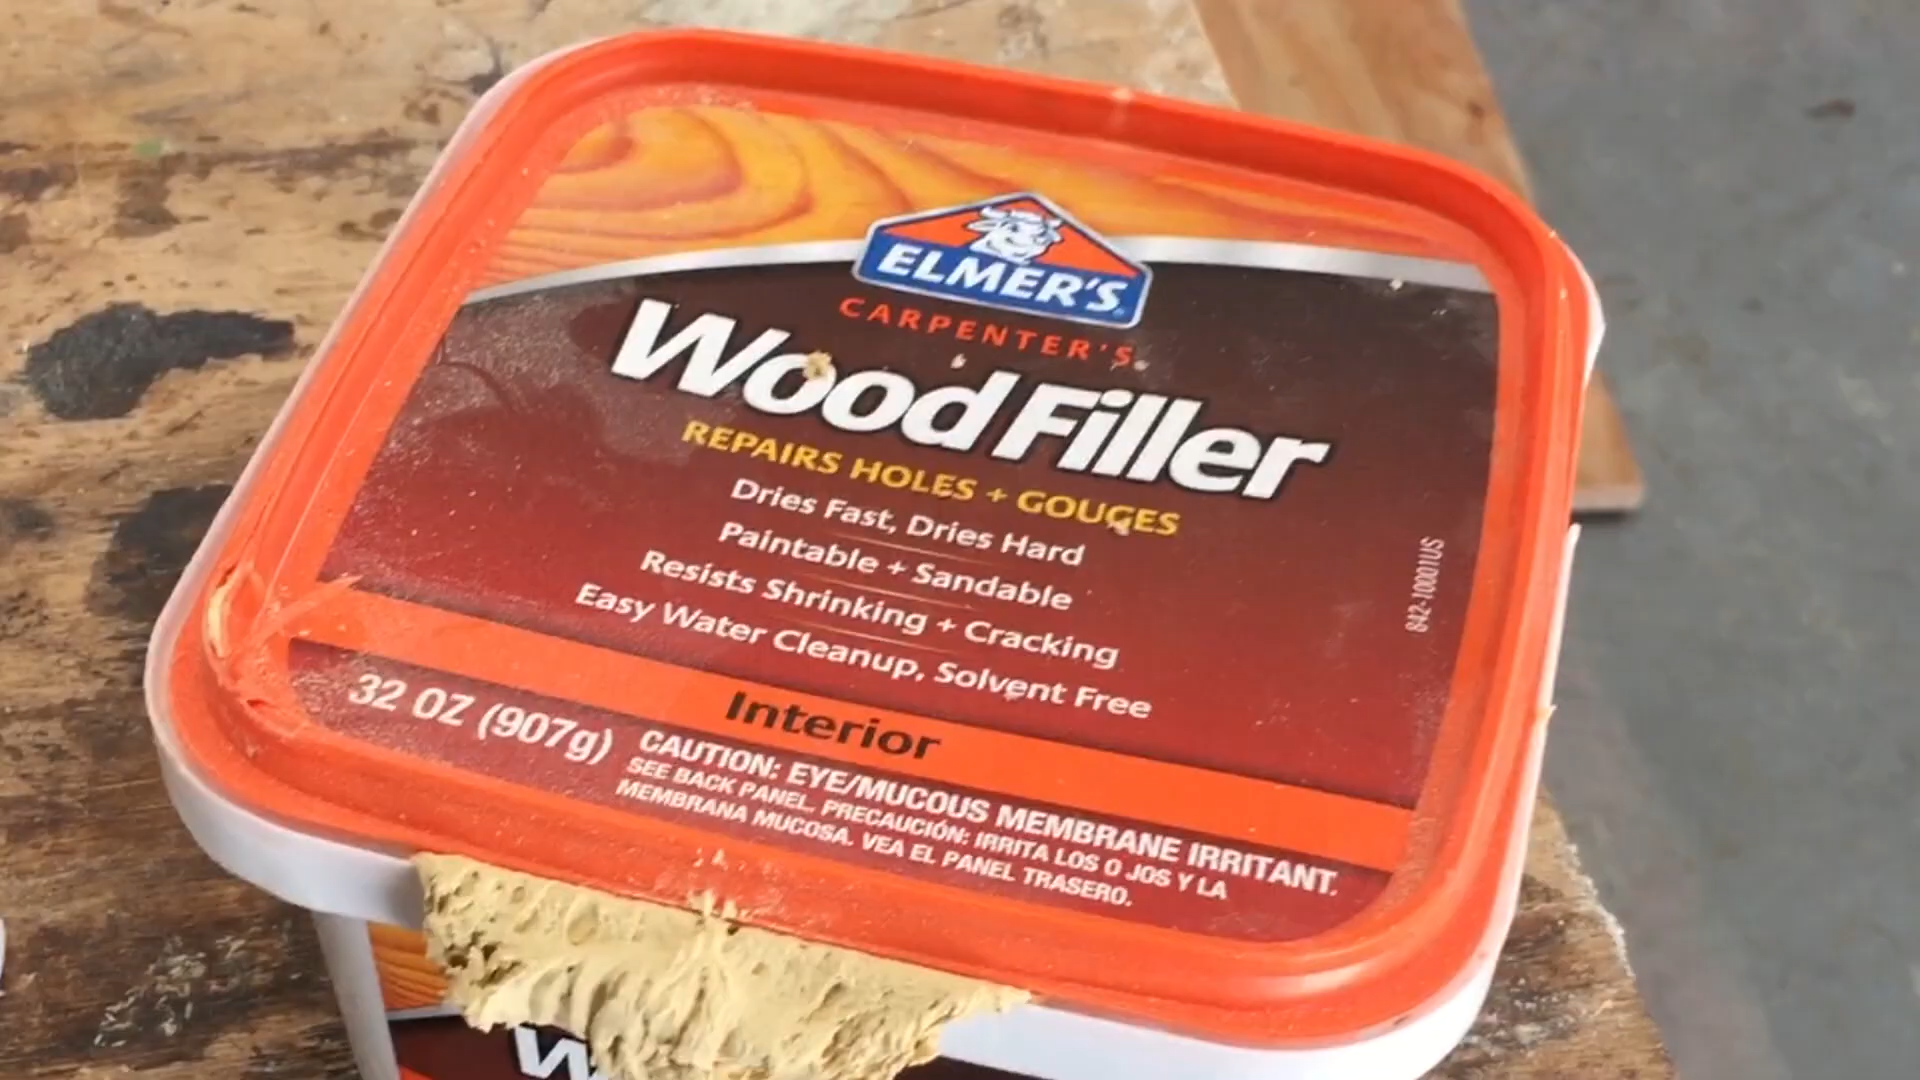 ELMER'S
CARPENTER'S
Wood Filler
REPAIRS HOLES + GOUGES
Dries Fast, Dries Hard
Paintable + Sandable
Resists Shrinking + Cracking
Easy Water Cleanup, Solvent Free
842-10001US
Interior
32 OZ (907g)
CAUTION: EYE/MUCOUS MEMBRANE IRRITANT.
SEE BACK PANEL. PRECAUCIÓN: IRRITA LOS O JOS Y LA
MEMBRANA MUCOSA. VEA EL PANEL TRASERO.